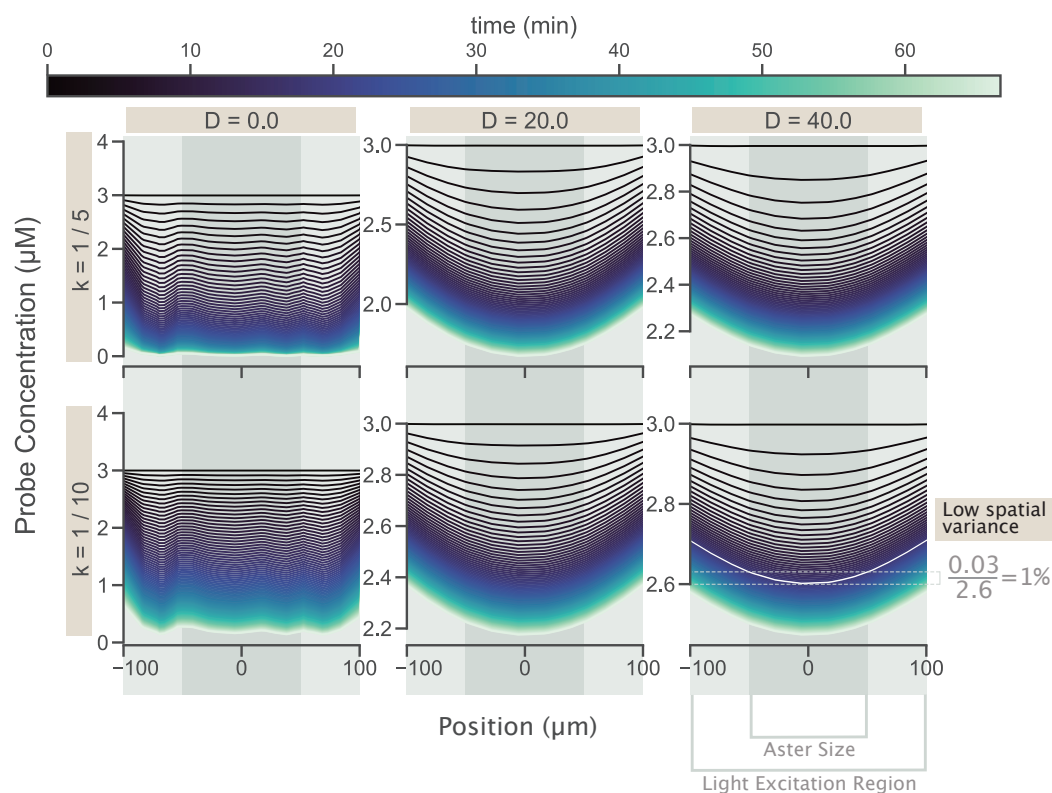 time (min)
0 10 20 30 40 50 60
D = 0.0 D = 20.0 D = 40.0
Probe Concentration (µM)
k = 1 / 5
4
3
2
1
0
3.0
2.5
2.0
3.0
2.8
2.6
2.4
2.2
k = 1 / 10
4
3
2
1
0
3.0
2.8
2.6
2.4
2.2
3.0
2.8
2.6
Low spatial
variance
0.03
2.6
=1%
−100 0 100 −100 0 100 −100 0 100
Position (µm)
Aster Size
Light Excitation Region